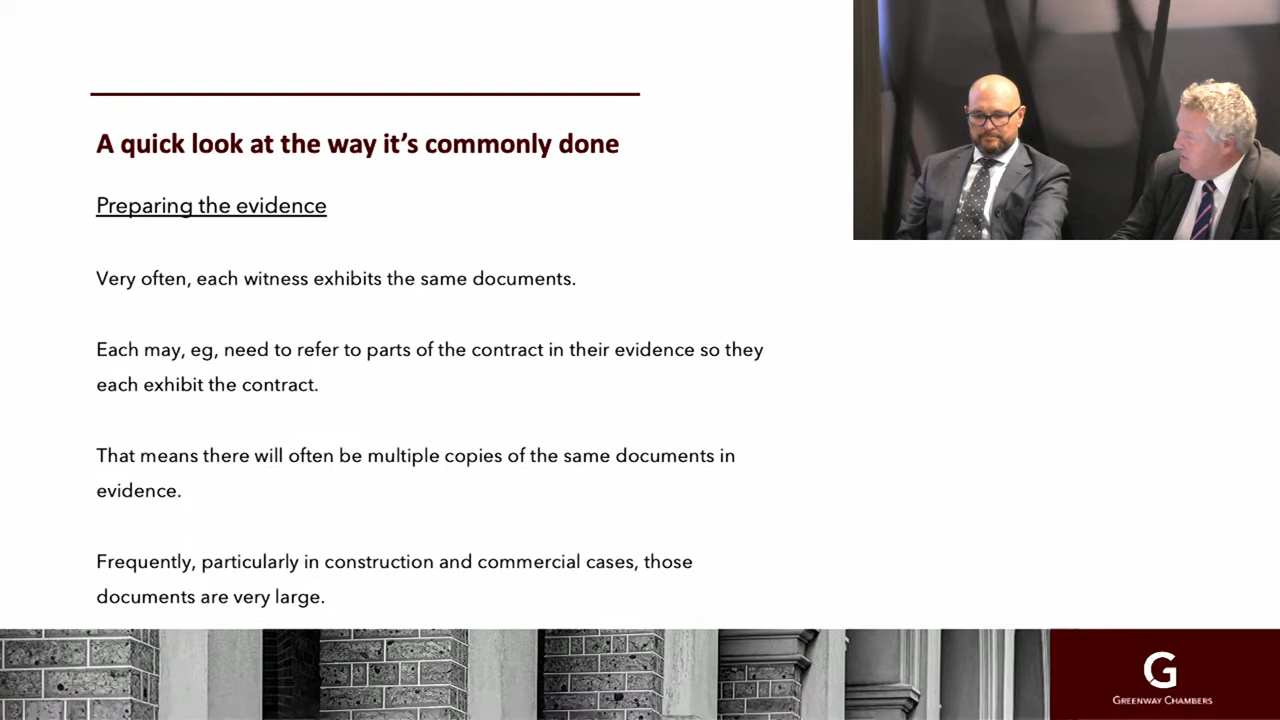 A quick look at the way it’s commonly done
Preparing the evidence
Very often, each witness exhibits the same documents.
Each may, eg, need to refer to parts of the contract in their evidence so they
each exhibit the contract.
That means there will often be multiple copies of the same documents in
evidence.
Frequently, particularly in construction and commercial cases, those
documents are very large.
G
GREENWAY CHAMBERS